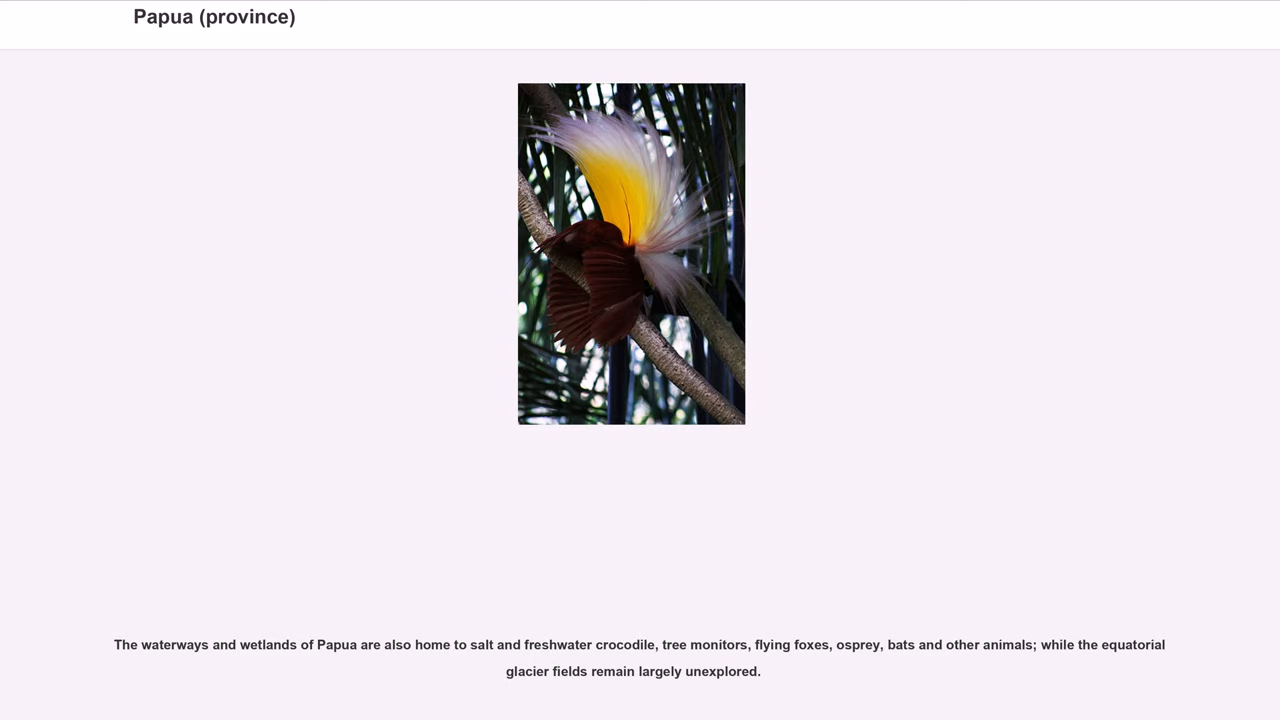 Papua (province)
The waterways and wetlands of Papua are also home to salt and freshwater crocodile, tree monitors, flying foxes, osprey, bats and other animals; while the equatorial
glacier fields remain largely unexplored.